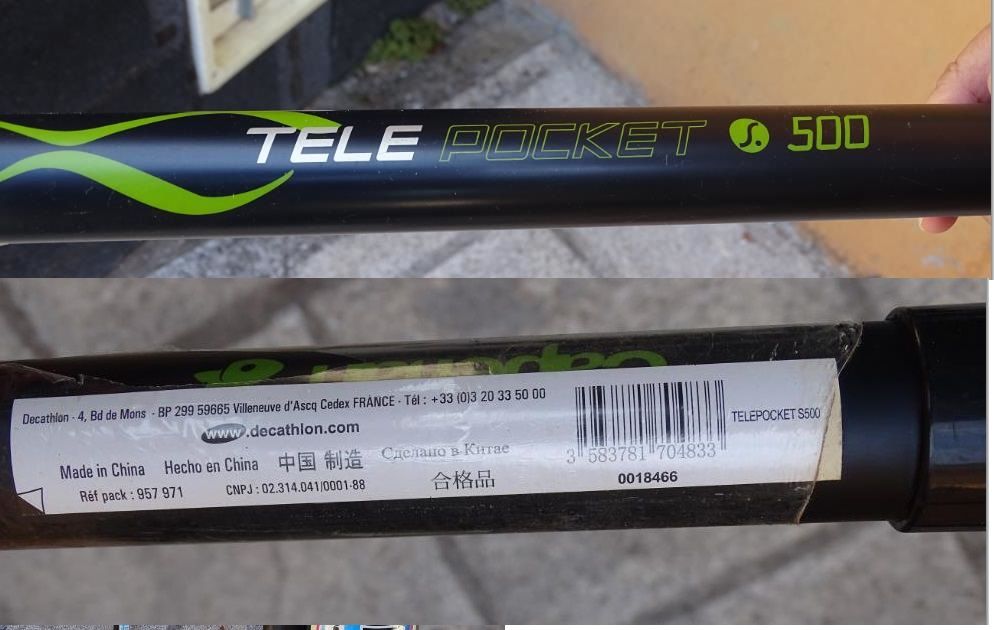 TELE POCKET S. 500
Decathlon - 4, Bd de Mons - BP 299 59665 Villeneuve d'Ascq Cedex FRANCE - Tél : +33 (0)3 20 33 50 00
www.decathlon.com
TELEPOCKET S500
Made in China Hecho en China 中国 制造 Сделано в Китае
3 583781 704833
Réf pack : 957 971 CNPJ : 02.314.041/0001-88 合格品 0018466